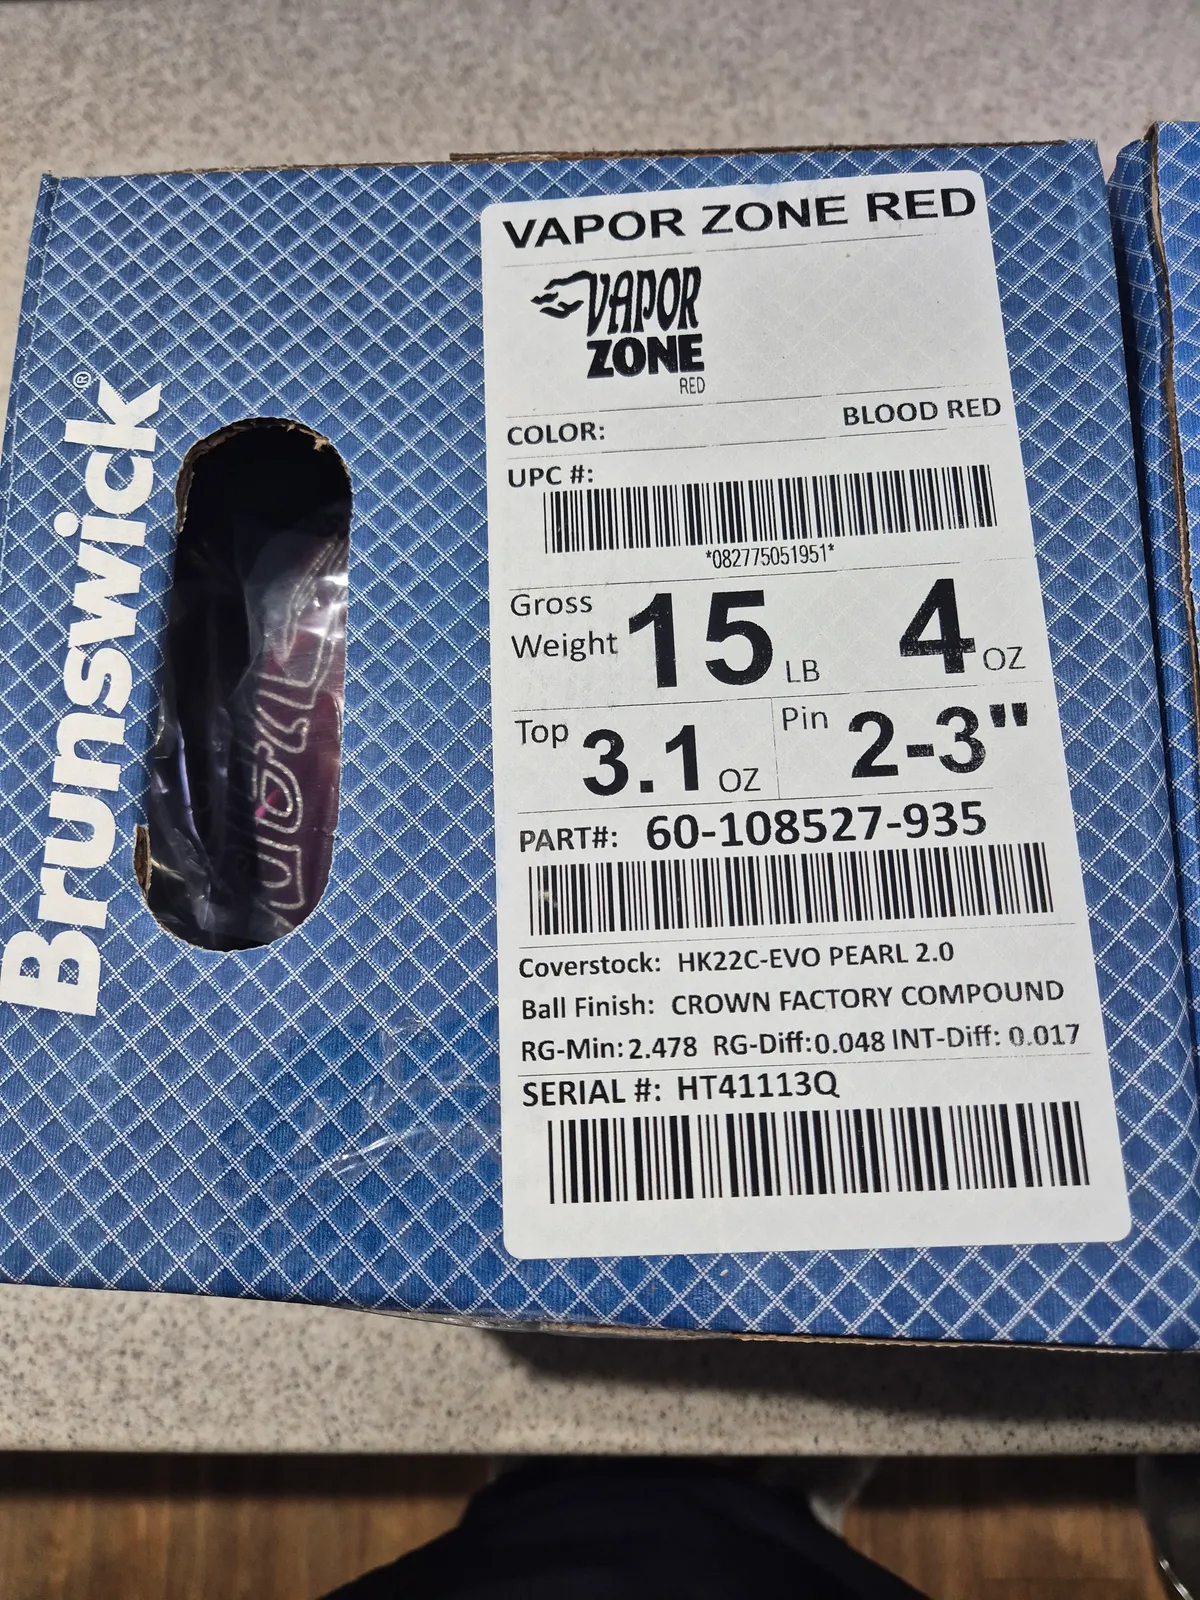 Brunswick®
VAPOR ZONE RED
VAPOR
ZONE
RED
COLOR: BLOOD RED
UPC #:
*082775051951*
Gross Weight 15 LB 4 OZ
Top 3.1 OZ Pin 2-3"
PART#: 60-108527-935
Coverstock: HK22C-EVO PEARL 2.0
Ball Finish: CROWN FACTORY COMPOUND
RG-Min: 2.478 RG-Diff: 0.048 INT-Diff: 0.017
SERIAL #: HT41113Q